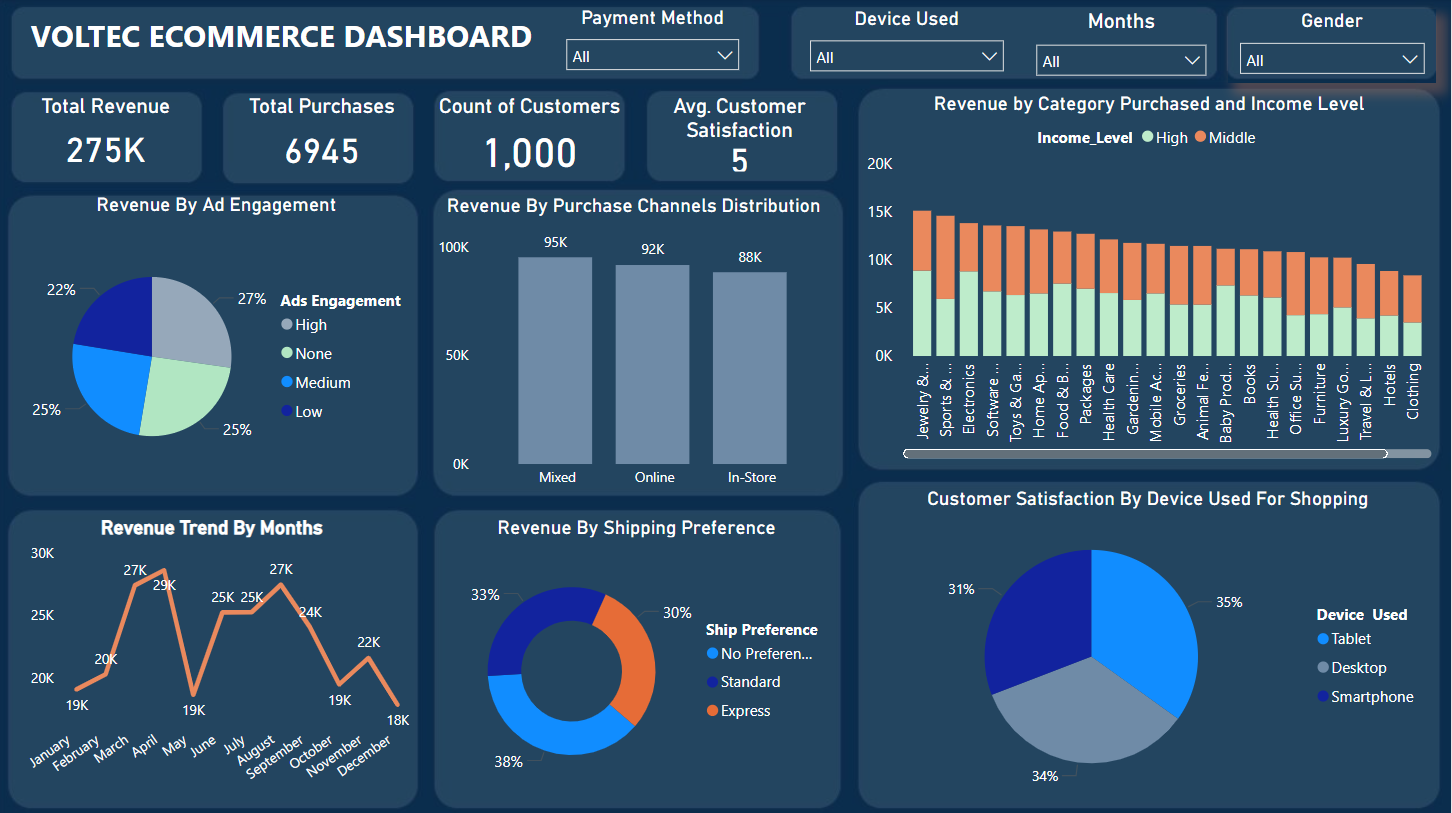 VOLTEC ECOMMERCE DASHBOARD
Payment Method
All
Device Used
All
Months
All
Gender
All
Total Revenue
275K
Total Purchases
6945
Count of Customers
1,000
Avg. Customer
Satisfaction
5
Revenue by Category Purchased and Income Level
Income_Level
High
Middle
20K
15K
10K
5K
0K
Jewelry &...
Sports & ...
Electronics
Software ...
Toys & Ga...
Home Ap...
Food & B...
Packages
Health Care
Gardenin...
Mobile Ac...
Groceries
Animal Fe...
Baby Prod...
Books
Health Su...
Office Su...
Furniture
Luxury Go...
Travel & L...
Hotels
Clothing
Revenue By Ad Engagement
22%
27%
25%
25%
Ads Engagement
High
None
Medium
Low
Revenue By Purchase Channels Distribution
100K
50K
0K
95K
92K
88K
Mixed
Online
In-Store
Revenue Trend By Months
30K
25K
20K
19K
20K
27K
29K
19K
25K
25K
27K
24K
19K
22K
18K
January
February
March
April
May
June
July
August
September
October
November
December
Revenue By Shipping Preference
33%
30%
38%
Ship Preference
No Preferen...
Standard
Express
Customer Satisfaction By Device Used For Shopping
31%
35%
34%
Device Used
Tablet
Desktop
Smartphone